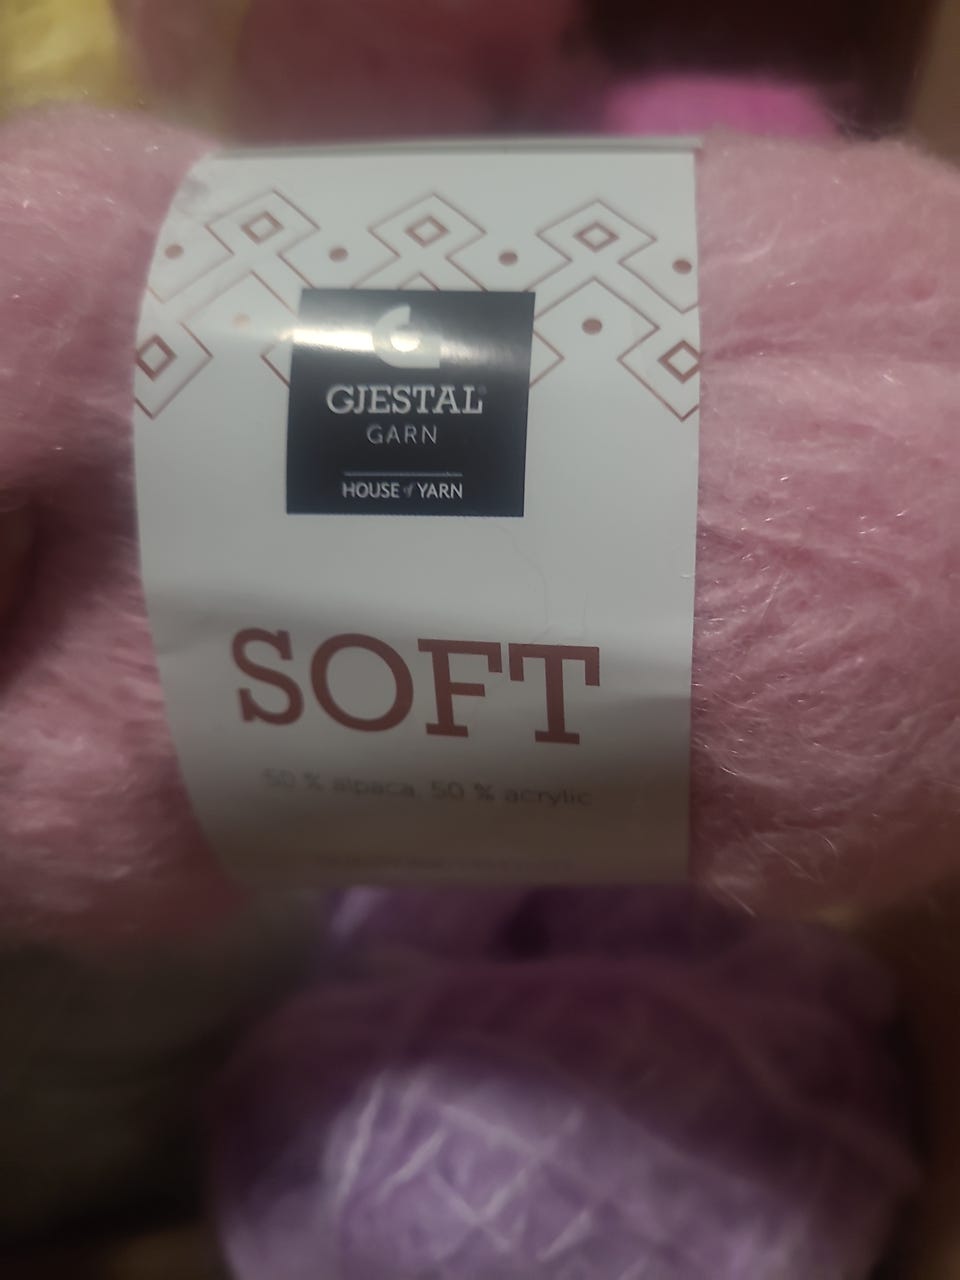 GJESTAL
GARN
HOUSE of YARN
SOFT
50 % alpaca, 50 % acrylic